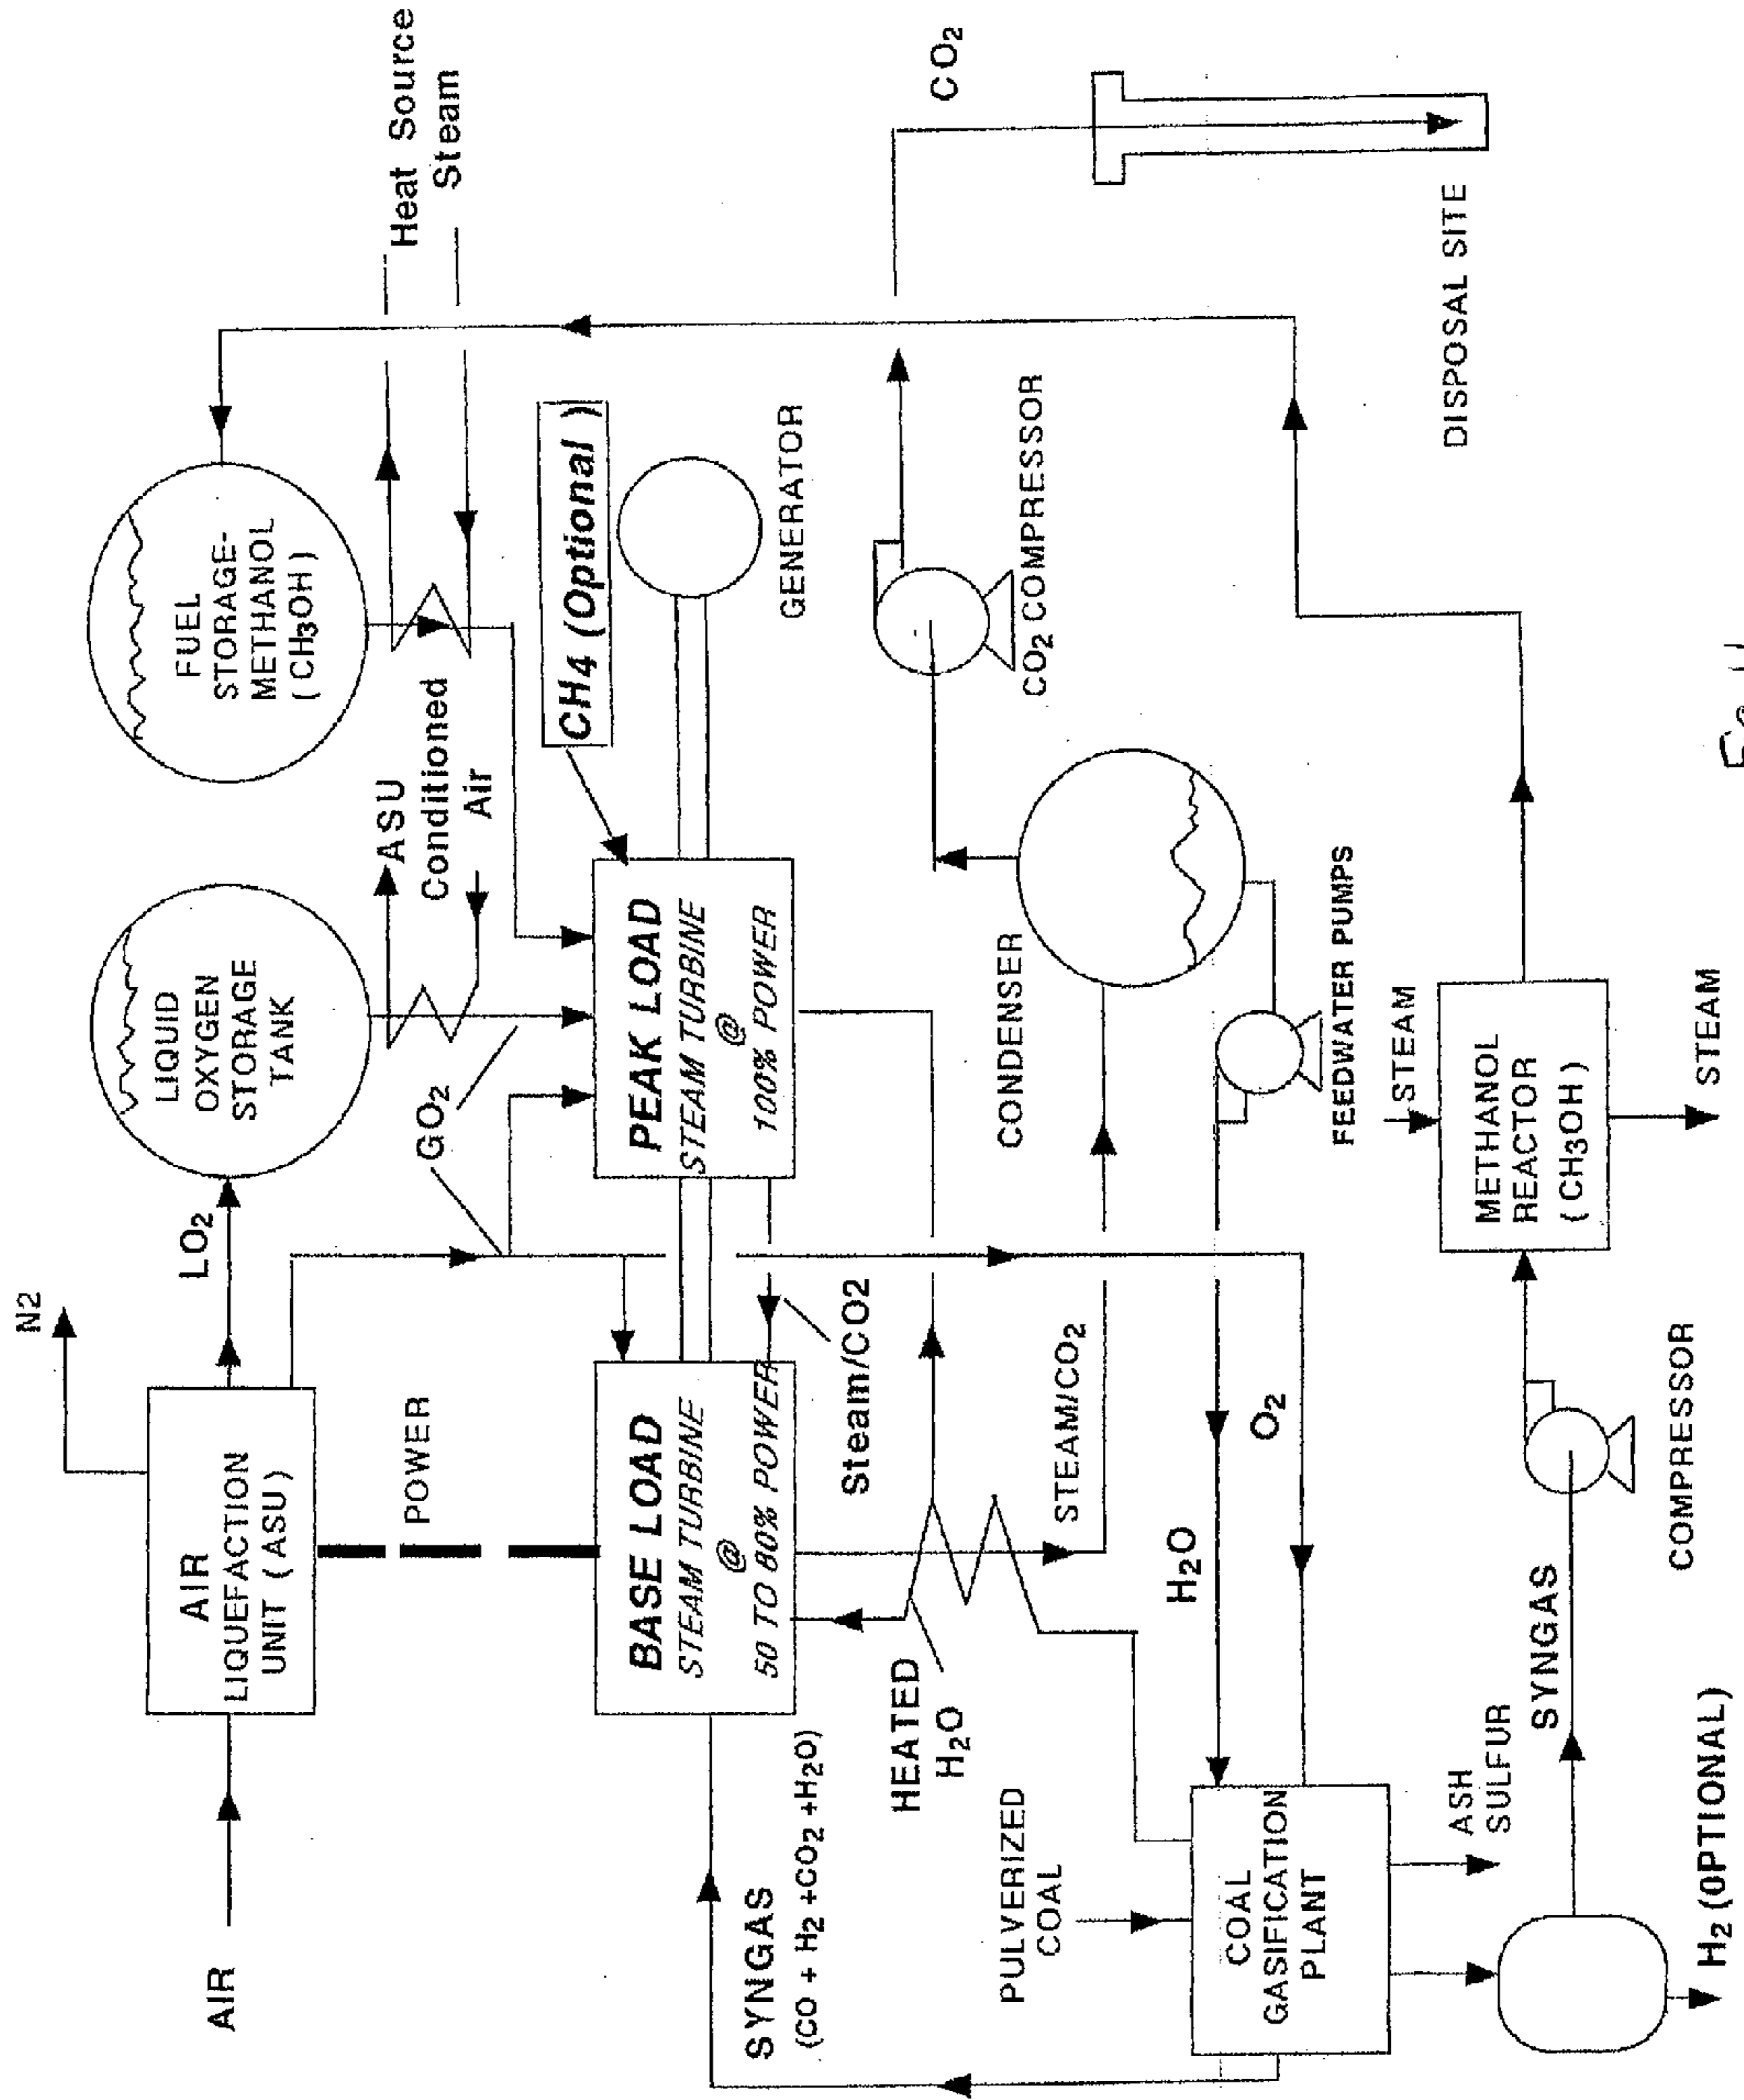 N2
AIR
AIR
LIQUEFACTION
UNIT (ASU)
LO₂
LIQUID
OXYGEN
STORAGE
TANK
FUEL
STORAGE-
METHANOL
(CH₃OH)
ASU
Conditioned
Air
Heat Source
Steam
POWER
GO₂
CH4 (Optional)
BASE LOAD
STEAM TURBINE
@
50 TO 80% POWER
PEAK LOAD
STEAM TURBINE
@
100% POWER
GENERATOR
SYNGAS
(CO + H₂ +CO₂ +H₂O)
Steam/CO2
HEATED
H₂O
STEAM/CO₂
CONDENSER
CO₂ COMPRESSOR
CO₂
PULVERIZED
COAL
H₂O
O₂
FEEDWATER PUMPS
COAL
GASIFICATION
PLANT
ASH
SULFUR
STEAM
DISPOSAL SITE
SYNGAS
METHANOL
REACTOR
(CH₃OH)
COMPRESSOR
STEAM
H₂ (OPTIONAL)